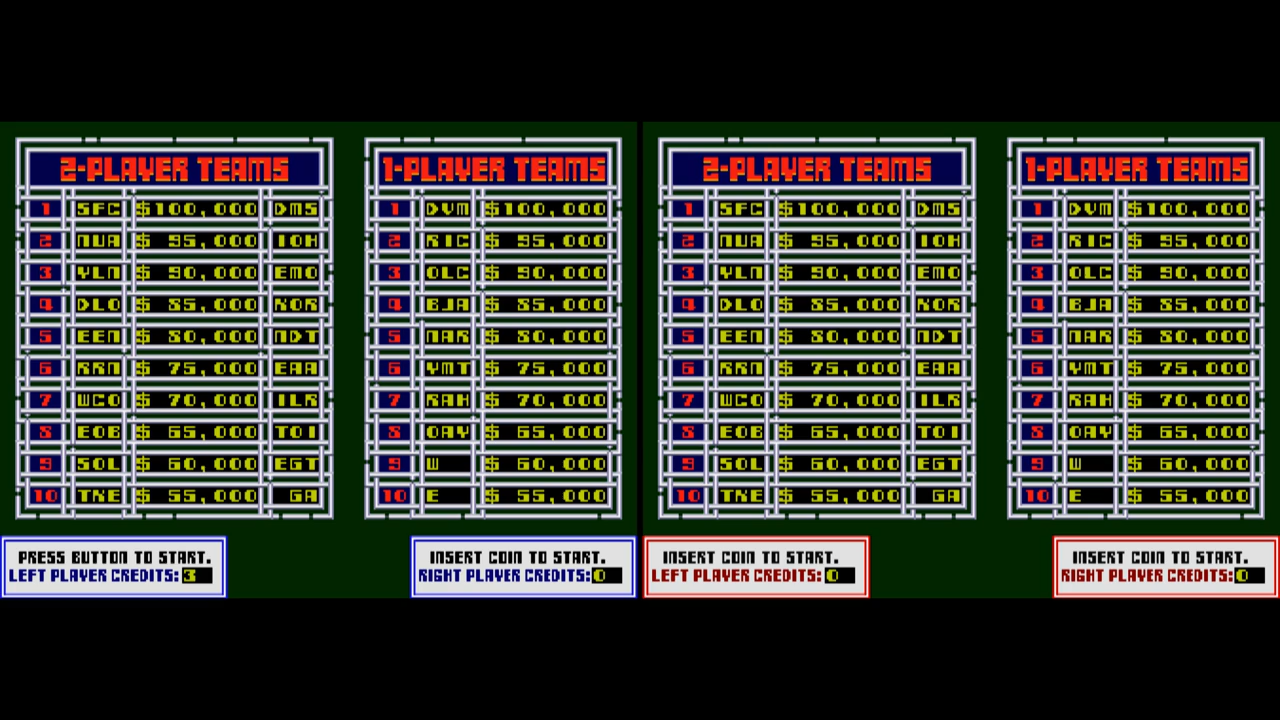 2-PLAYER TEAMS
1 SFC $100,000 DMS
2 NUA $ 95,000 IOH
3 YLN $ 90,000 EMO
4 DLO $ 85,000 KOR
5 EEN $ 80,000 NDT
6 RRN $ 75,000 EAA
7 WCO $ 70,000 ILR
8 EOB $ 65,000 TOI
9 SOL $ 60,000 EGT
10 TKE $ 55,000 GA
1-PLAYER TEAMS
1 DVM $100,000
2 RIC $ 95,000
3 OLC $ 90,000
4 BJA $ 85,000
5 MAR $ 80,000
6 YMT $ 75,000
7 RAH $ 70,000
8 OAY $ 65,000
9 W $ 60,000
10 E $ 55,000
PRESS BUTTON TO START.
LEFT PLAYER CREDITS: 3
INSERT COIN TO START.
RIGHT PLAYER CREDITS: 0
2-PLAYER TEAMS
1 SFC $100,000 DMS
2 NUA $ 95,000 IOH
3 YLN $ 90,000 EMO
4 DLO $ 85,000 KOR
5 EEN $ 80,000 NDT
6 RRN $ 75,000 EAA
7 WCO $ 70,000 ILR
8 EOB $ 65,000 TOI
9 SOL $ 60,000 EGT
10 TKE $ 55,000 GA
1-PLAYER TEAMS
1 DVM $100,000
2 RIC $ 95,000
3 OLC $ 90,000
4 BJA $ 85,000
5 MAR $ 80,000
6 YMT $ 75,000
7 RAH $ 70,000
8 OAY $ 65,000
9 W $ 60,000
10 E $ 55,000
INSERT COIN TO START.
LEFT PLAYER CREDITS: 0
INSERT COIN TO START.
RIGHT PLAYER CREDITS: 0